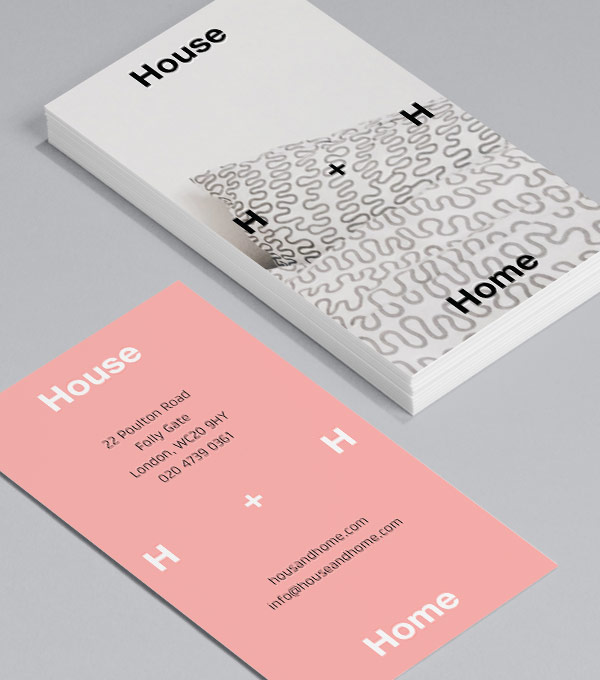 House
H
+
H
Home
House
22 Poulton Road
Folly Gate
London, WC20 9HY
020 4739 0361
H
+
H
housandhome.com
info@houseandhome.com
Home